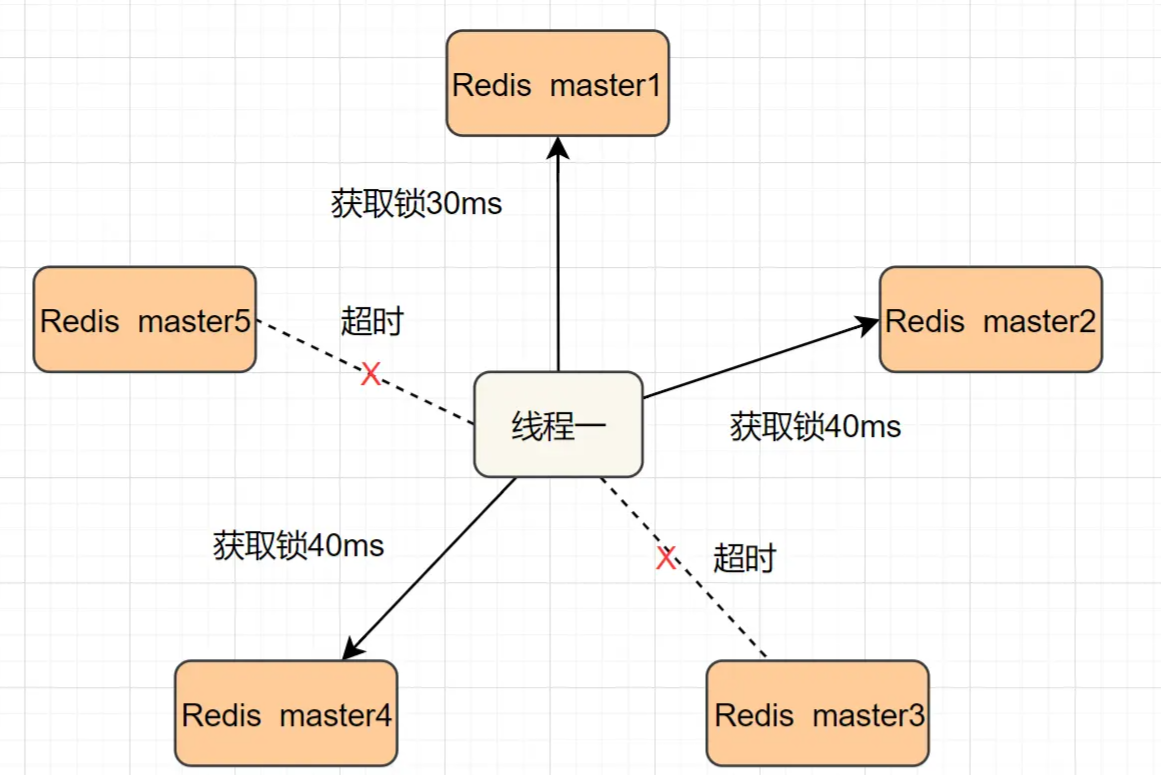 Redis master1
获取锁30ms
Redis master5
超时
X
Redis master2
线程一
获取锁40ms
获取锁40ms
X
超时
Redis master4
Redis master3